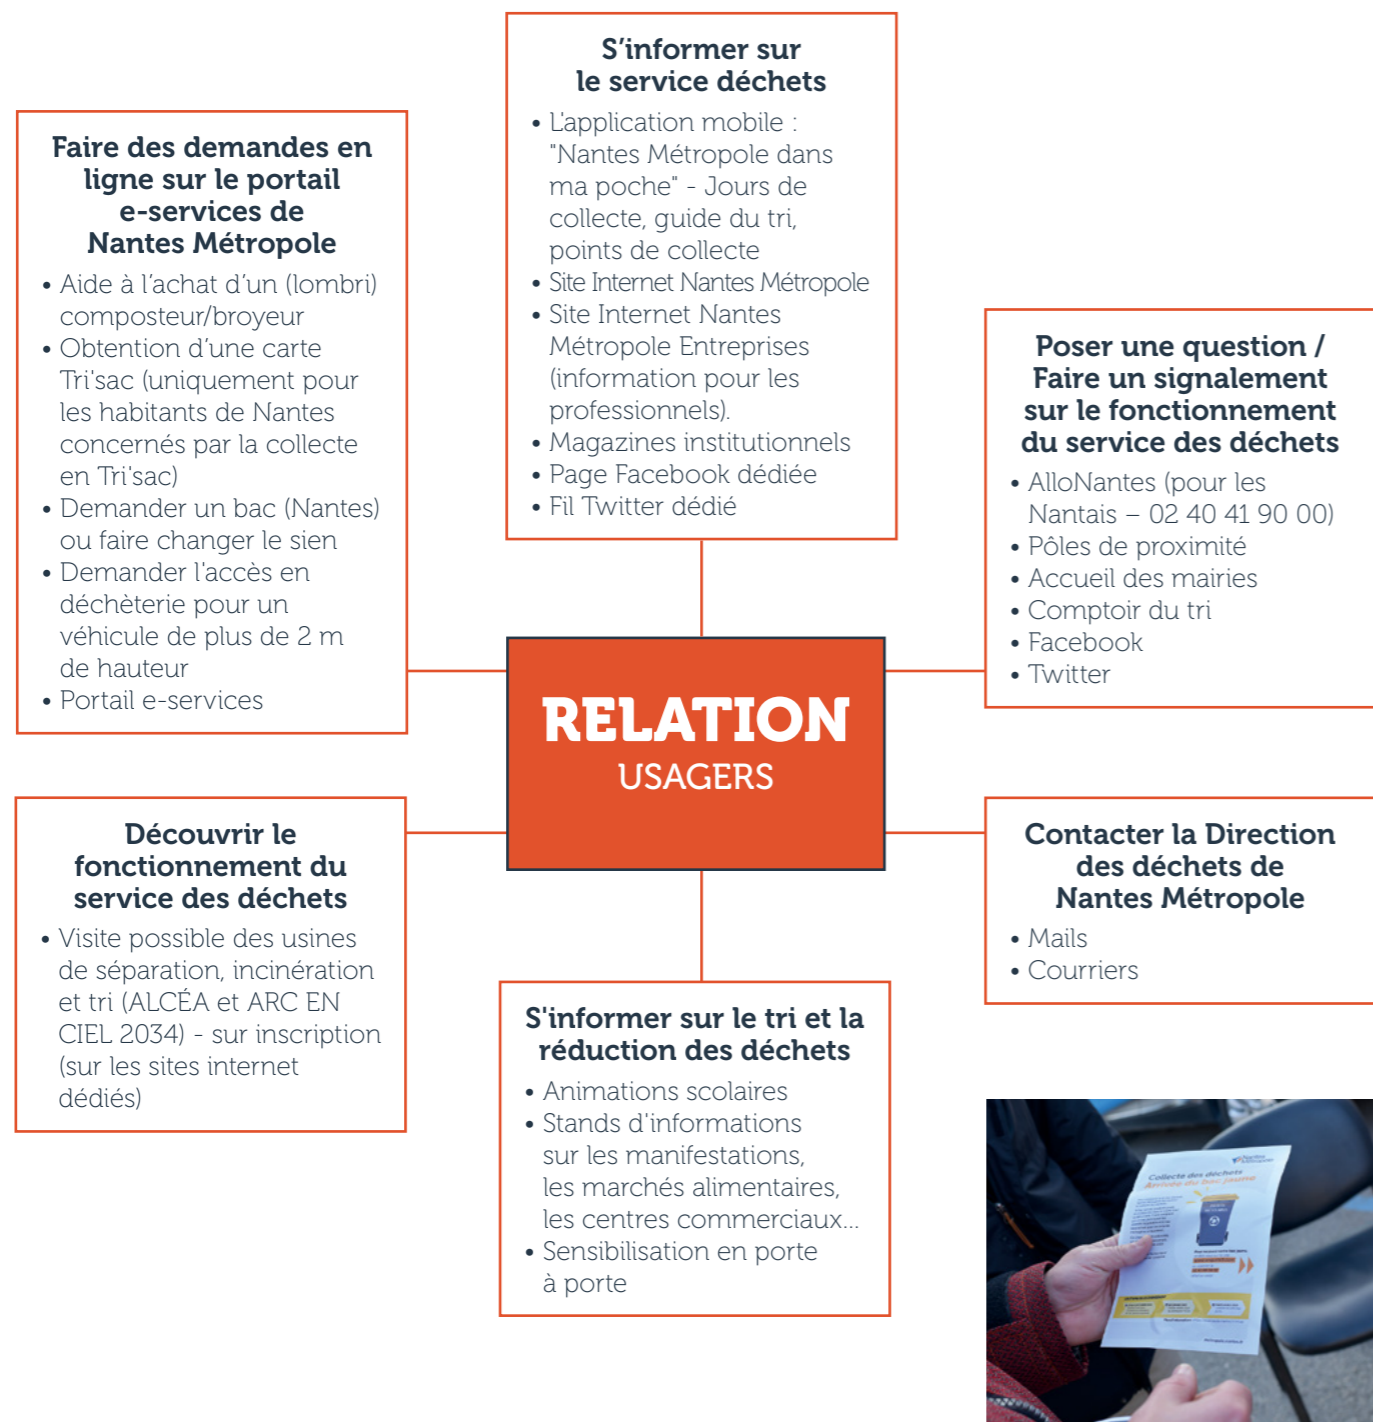 S'informer sur
le service déchets
• L'application mobile :
"Nantes Métropole dans
ma poche" - Jours de
collecte, guide du tri,
points de collecte
• Site Internet Nantes Métropole
• Site Internet Nantes
Métropole Entreprises
(information pour les
professionnels).
• Magazines institutionnels
• Page Facebook dédiée
• Fil Twitter dédié
Faire des demandes en
ligne sur le portail
e-services de
Nantes Métropole
• Aide à l'achat d'un (lombri)
composteur/broyeur
• Obtention d'une carte
Tri'sac (uniquement pour
les habitants de Nantes
concernés par la collecte
en Tri'sac)
• Demander un bac (Nantes)
ou faire changer le sien
• Demander l'accès en
déchèterie pour un
véhicule de plus de 2 m
de hauteur
• Portail e-services
Poser une question /
Faire un signalement
sur le fonctionnement
du service des déchets
• AlloNantes (pour les
Nantais – 02 40 41 90 00)
• Pôles de proximité
• Accueil des mairies
• Comptoir du tri
• Facebook
• Twitter
RELATION
USAGERS
Découvrir le
fonctionnement du
service des déchets
• Visite possible des usines
de séparation, incinération
et tri (ALCÉA et ARC EN
CIEL 2034) - sur inscription
(sur les sites internet
dédiés)
Contacter la Direction
des déchets de
Nantes Métropole
• Mails
• Courriers
S'informer sur le tri et la
réduction des déchets
• Animations scolaires
• Stands d'informations
sur les manifestations,
les marchés alimentaires,
les centres commerciaux...
• Sensibilisation en porte
à porte
Nantes
Métropole
Collecte des déchets
Arrivée du bac jaune